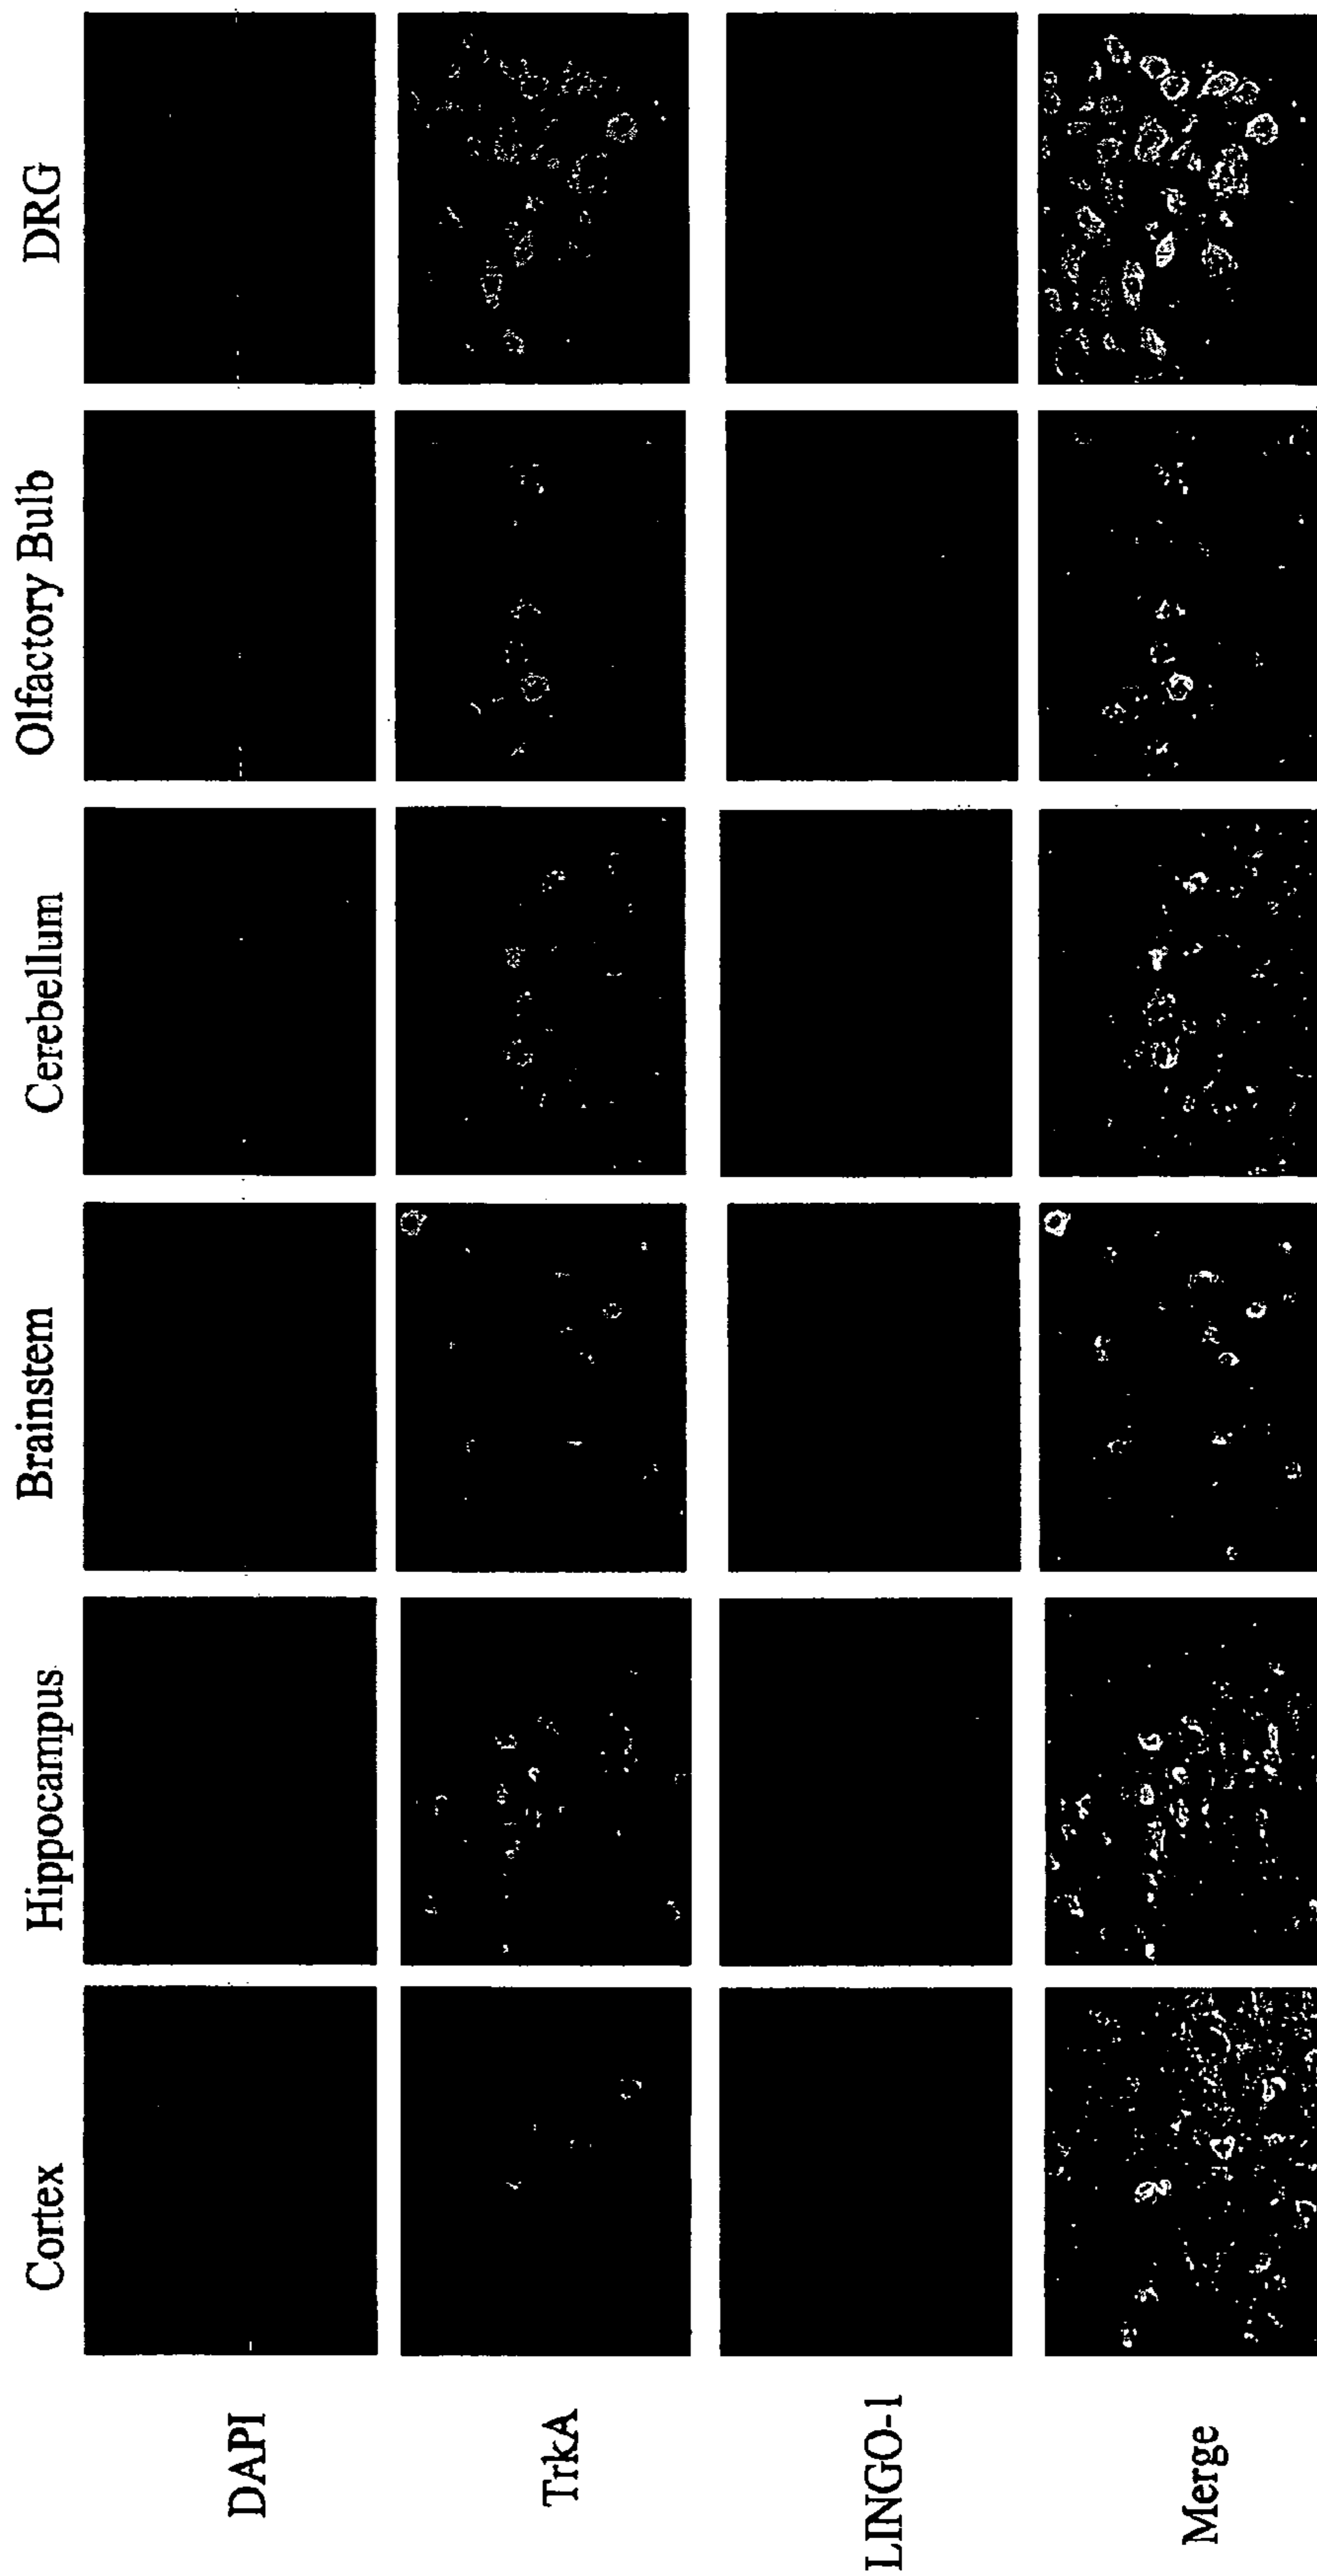 Cortex
Hippocampus
Brainstem
Cerebellum
Olfactory Bulb
DRG
DAPI
TrkA
LINGO-1
Merge